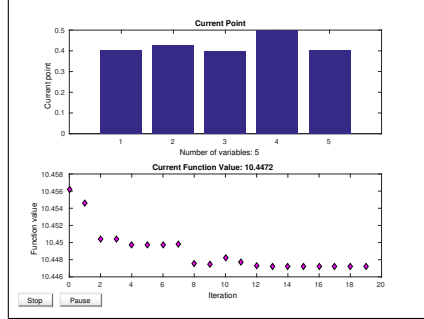 Current Point
0.5
0.4
0.3
0.2
0.1
0
Current point
1 2 3 4 5
Number of variables: 5
Current Function Value: 10.4472
10.458
10.456
10.454
10.452
10.45
10.448
10.446
Function value
0 2 4 6 8 10 12 14 16 18 20
Iteration
Stop Pause